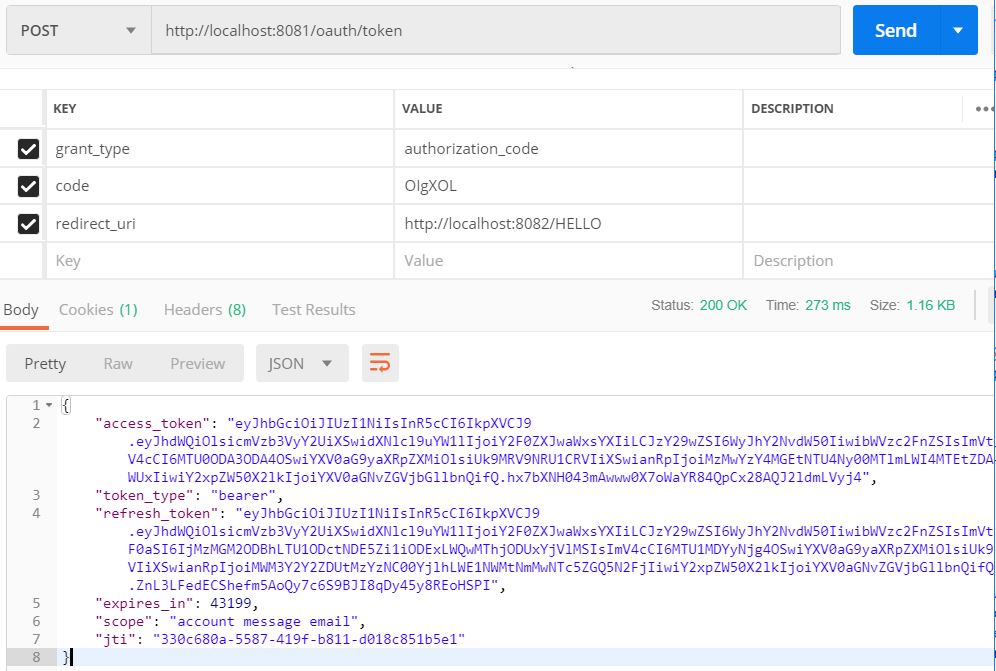 POST http://localhost:8081/oauth/token Send
KEY VALUE DESCRIPTION
grant_type authorization_code
code OIgXOL
redirect_uri http://localhost:8082/HELLO
Key Value Description
Body Cookies (1) Headers (8) Test Results Status: 200 OK Time: 273 ms Size: 1.16 KB
Pretty Raw Preview JSON
1 {
2 "access_token": "eyJhbGciOiJIUzI1NiIsInR5cCI6IkpXVCJ9
.eyJhdWQiOlsicmVzb3VyY2UiXSwidXNlcl9uYW1lIjoiY2F0ZXJwaWxsYXIiLCJzY29wZSI6WyJhY2NvdW50IiwibWVzc2FnZSIsImVt
V4cCI6MTU0ODA3ODA4OSwiYXV0aG9yaXRpZXMiOlsiUk9MRV9NRU1CRVIiXSwianRpIjoiMzMwYzY4MGEtNTU4Ny00MTlmLWI4MTEtZDA
WUxIiwiY2xpZW50X2lkIjoiYXV0aGNvZGVjbGllbnQifQ.hx7bXNH043mAwww0X7oWaYR84QpCx28AQJ2ldmLVyj4",
3 "token_type": "bearer",
4 "refresh_token": "eyJhbGciOiJIUzI1NiIsInR5cCI6IkpXVCJ9
.eyJhdWQiOlsicmVzb3VyY2UiXSwidXNlcl9uYW1lIjoiY2F0ZXJwaWxsYXIiLCJzY29wZSI6WyJhY2NvdW50IiwibWVzc2FnZSIsImVt
F0aSI6IjMzMGM2ODBhLTU1ODctNDE5Zi1iODExLWQwMThjODUxYjVlMSIsImV4cCI6MTU1MDYyNjg4OSwiYXV0aG9yaXRpZXMiOlsiUk9
VIiXSwianRpIjoiMWM3Y2Y2ZDUtMzYzNC00YjlhLWE1NWMtNmMwNTc5ZGQ5N2FjIiwiY2xpZW50X2lkIjoiYXV0aGNvZGVjbGllbnQifQ
.ZnL3LFedECShefm5AoQy7c6S9BJI8qDy45y8REoHSPI",
5 "expires_in": 43199,
6 "scope": "account message email",
7 "jti": "330c680a-5587-419f-b811-d018c851b5e1"
8 }